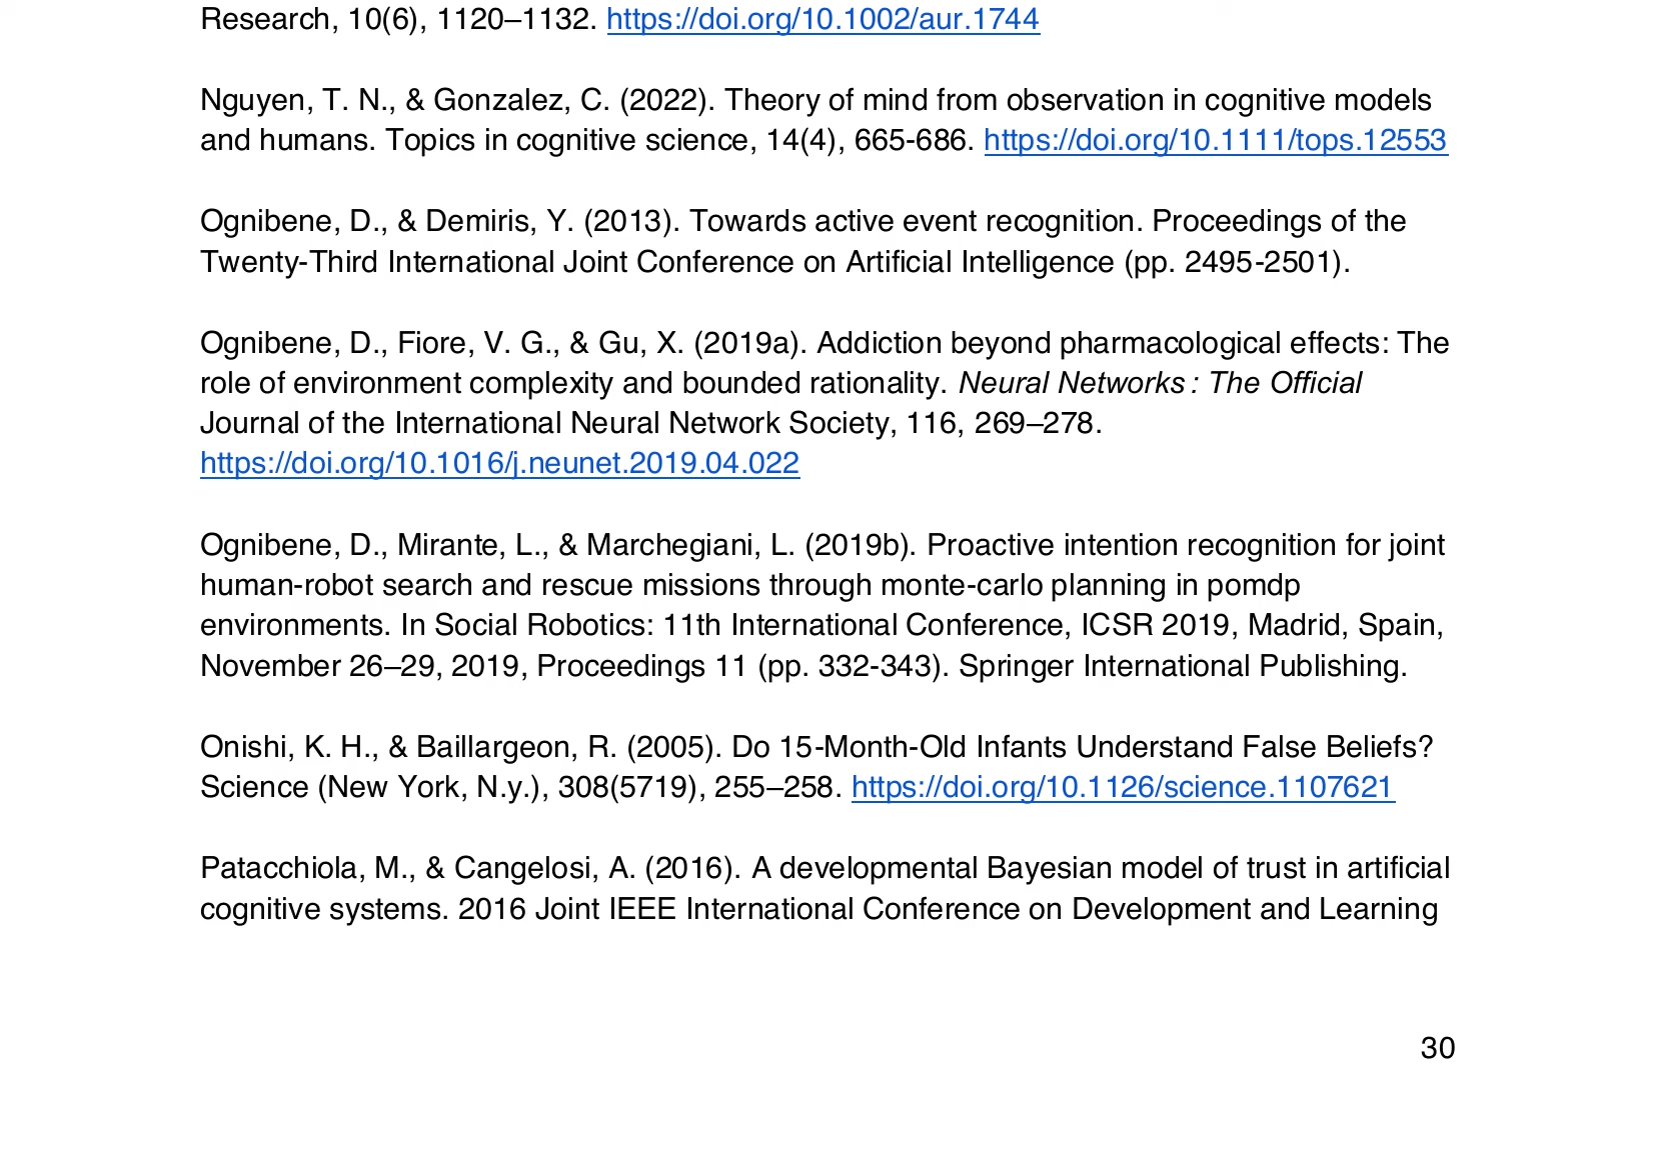 Research, 10(6), 1120–1132. https://doi.org/10.1002/aur.1744
Nguyen, T. N., & Gonzalez, C. (2022). Theory of mind from observation in cognitive models
and humans. Topics in cognitive science, 14(4), 665-686. https://doi.org/10.1111/tops.12553
Ognibene, D., & Demiris, Y. (2013). Towards active event recognition. Proceedings of the
Twenty-Third International Joint Conference on Artificial Intelligence (pp. 2495-2501).
Ognibene, D., Fiore, V. G., & Gu, X. (2019a). Addiction beyond pharmacological effects: The
role of environment complexity and bounded rationality. Neural Networks : The Official
Journal of the International Neural Network Society, 116, 269–278.
https://doi.org/10.1016/j.neunet.2019.04.022
Ognibene, D., Mirante, L., & Marchegiani, L. (2019b). Proactive intention recognition for joint
human-robot search and rescue missions through monte-carlo planning in pomdp
environments. In Social Robotics: 11th International Conference, ICSR 2019, Madrid, Spain,
November 26–29, 2019, Proceedings 11 (pp. 332-343). Springer International Publishing.
Onishi, K. H., & Baillargeon, R. (2005). Do 15-Month-Old Infants Understand False Beliefs?
Science (New York, N.y.), 308(5719), 255–258. https://doi.org/10.1126/science.1107621
Patacchiola, M., & Cangelosi, A. (2016). A developmental Bayesian model of trust in artificial
cognitive systems. 2016 Joint IEEE International Conference on Development and Learning
30